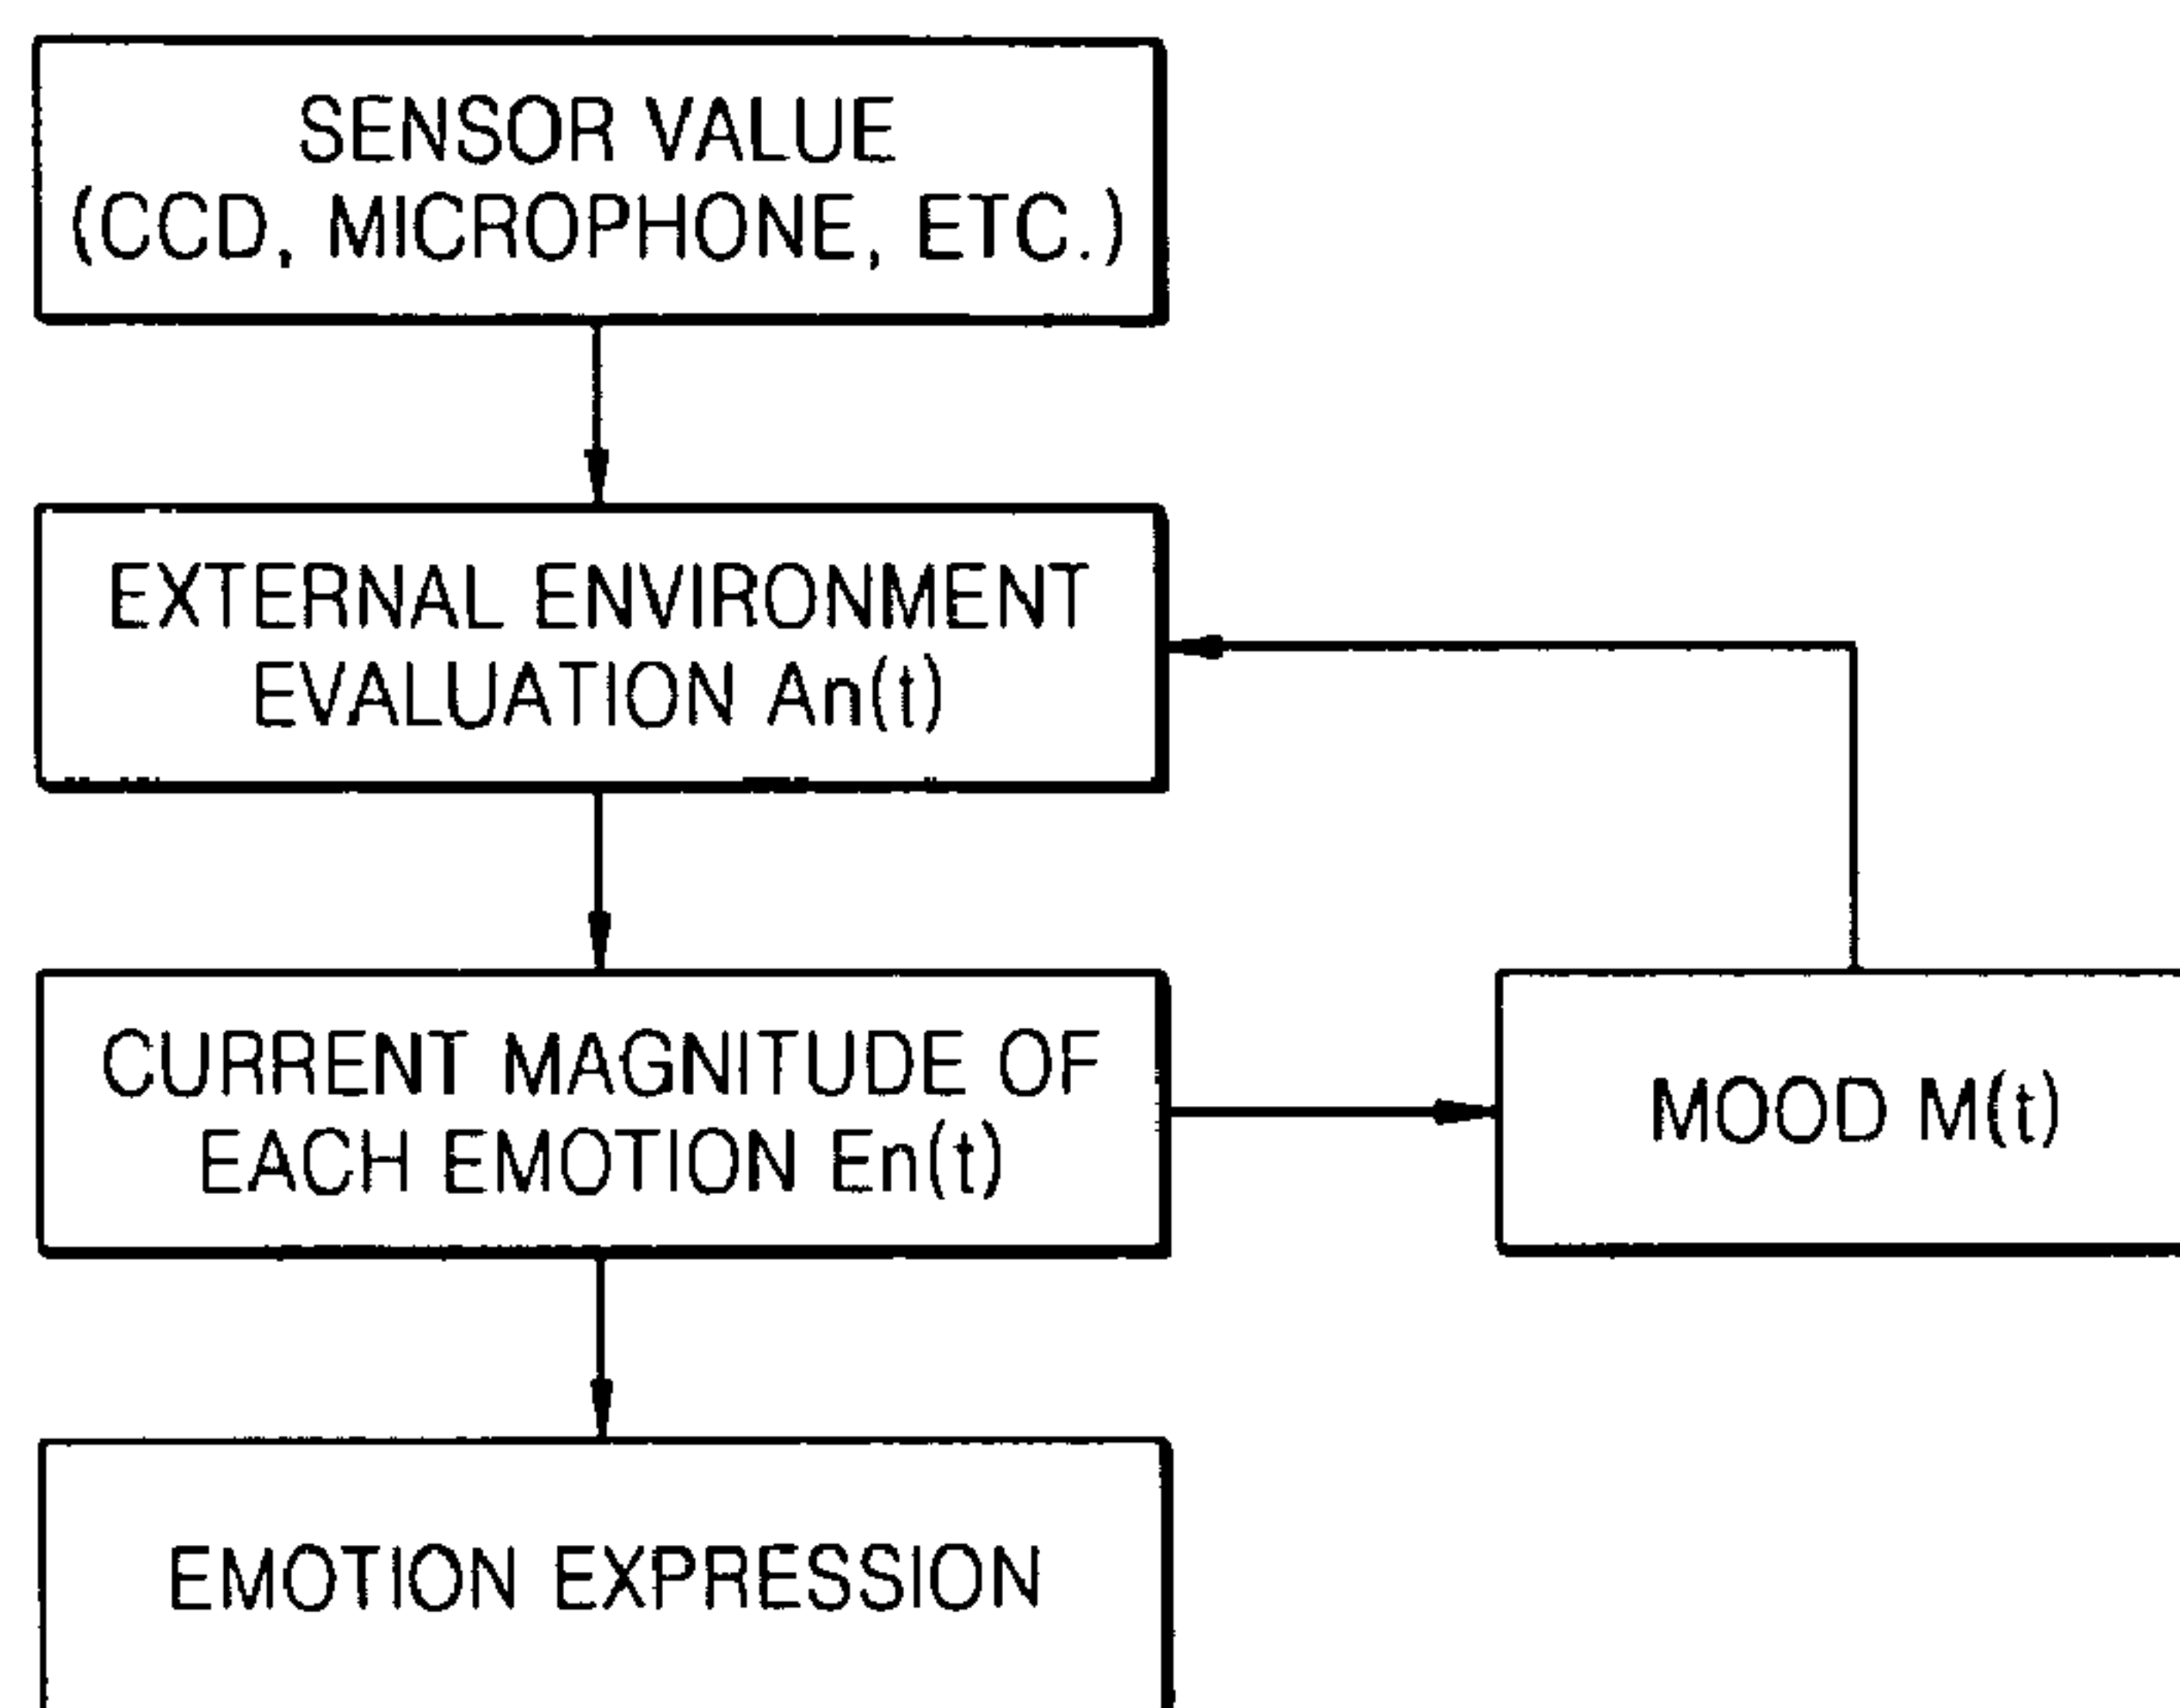 SENSOR VALUE
(CCD, MICROPHONE, ETC.)
EXTERNAL ENVIRONMENT
EVALUATION An(t)
CURRENT MAGNITUDE OF
EACH EMOTION En(t)
MOOD M(t)
EMOTION EXPRESSION